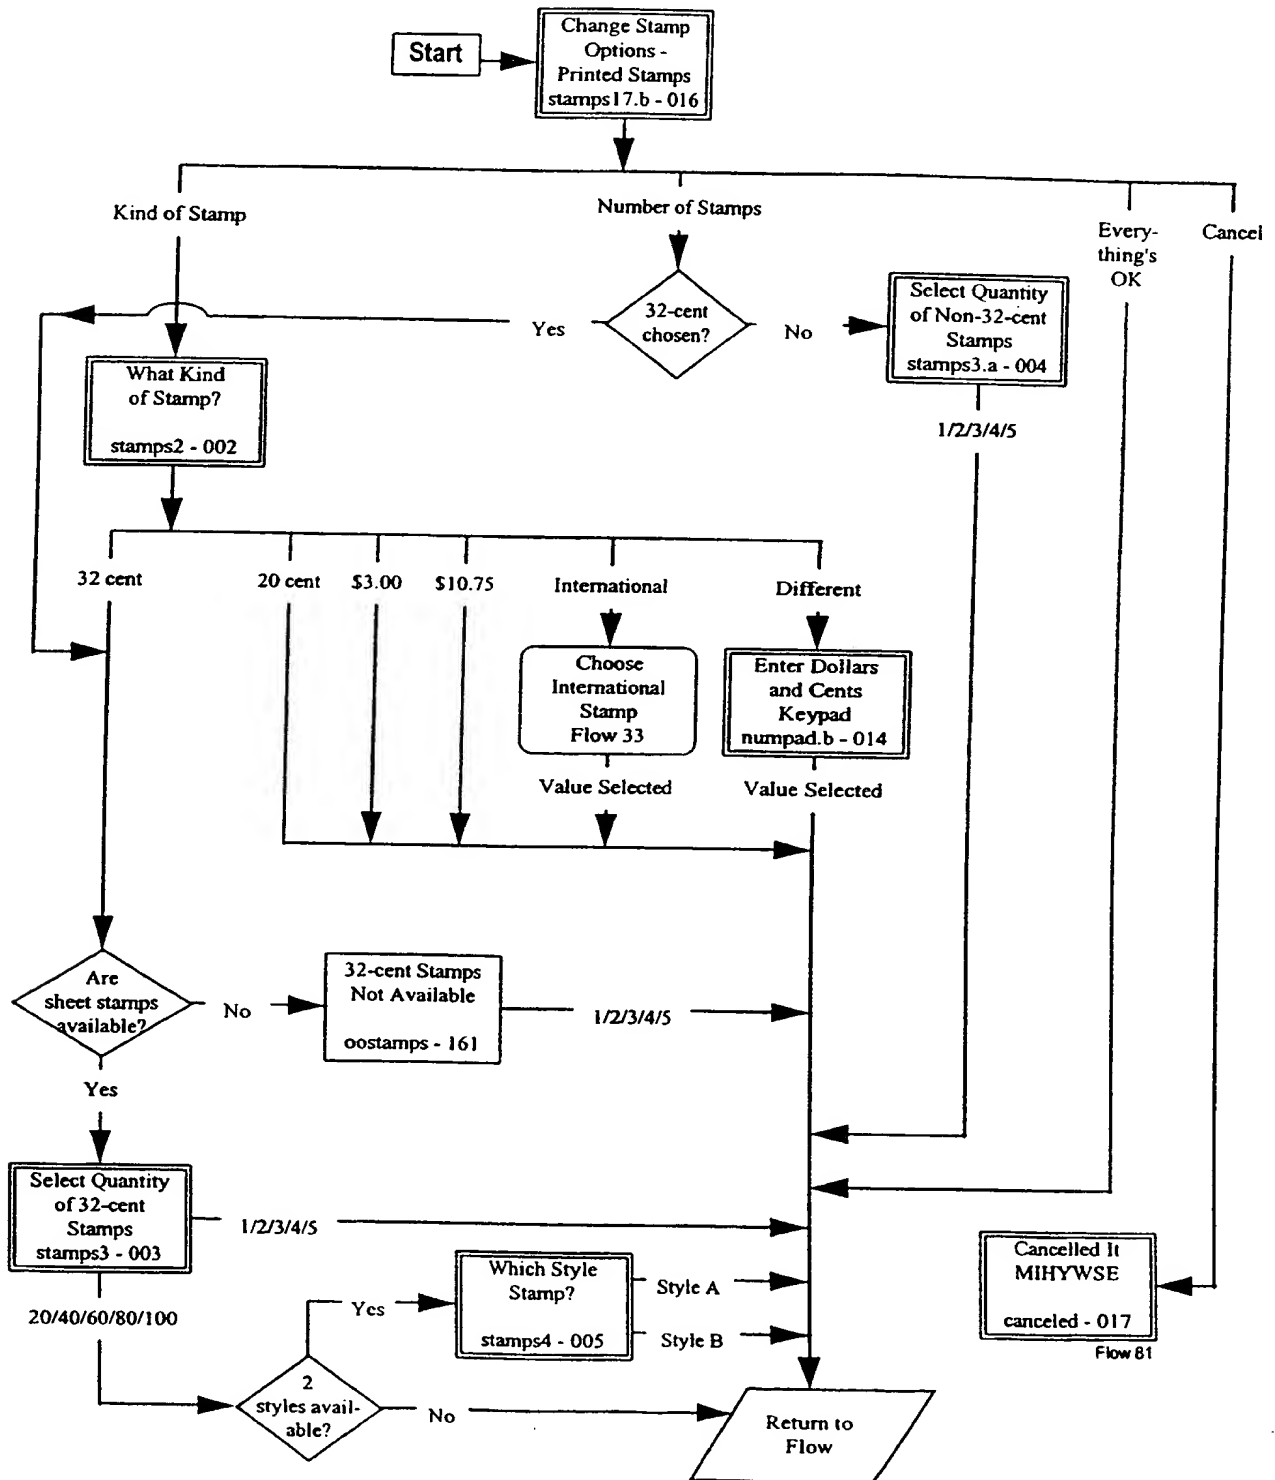 Start
Change Stamp
Options -
Printed Stamps
stamps17.b - 016
Kind of Stamp
Number of Stamps
Every-
thing's
OK
Cancel
Yes
32-cent
chosen?
No
Select Quantity
of Non-32-cent
Stamps
stamps3.a - 004
1/2/3/4/5
What Kind
of Stamp?
stamps2 - 002
32 cent
20 cent
$3.00
$10.75
International
Different
Choose
International
Stamp
Flow 33
Enter Dollars
and Cents
Keypad
numpad.b - 014
Value Selected
Value Selected
Are
sheet stamps
available?
No
32-cent Stamps
Not Available
oostamps - 161
1/2/3/4/5
Yes
Select Quantity
of 32-cent
Stamps
stamps3 - 003
1/2/3/4/5
20/40/60/80/100
Yes
Which Style
Stamp?
stamps4 - 005
Style A
Style B
Cancelled It
MIHYWSE
canceled - 017
Flow 81
2
styles avail-
able?
No
Return to
Flow